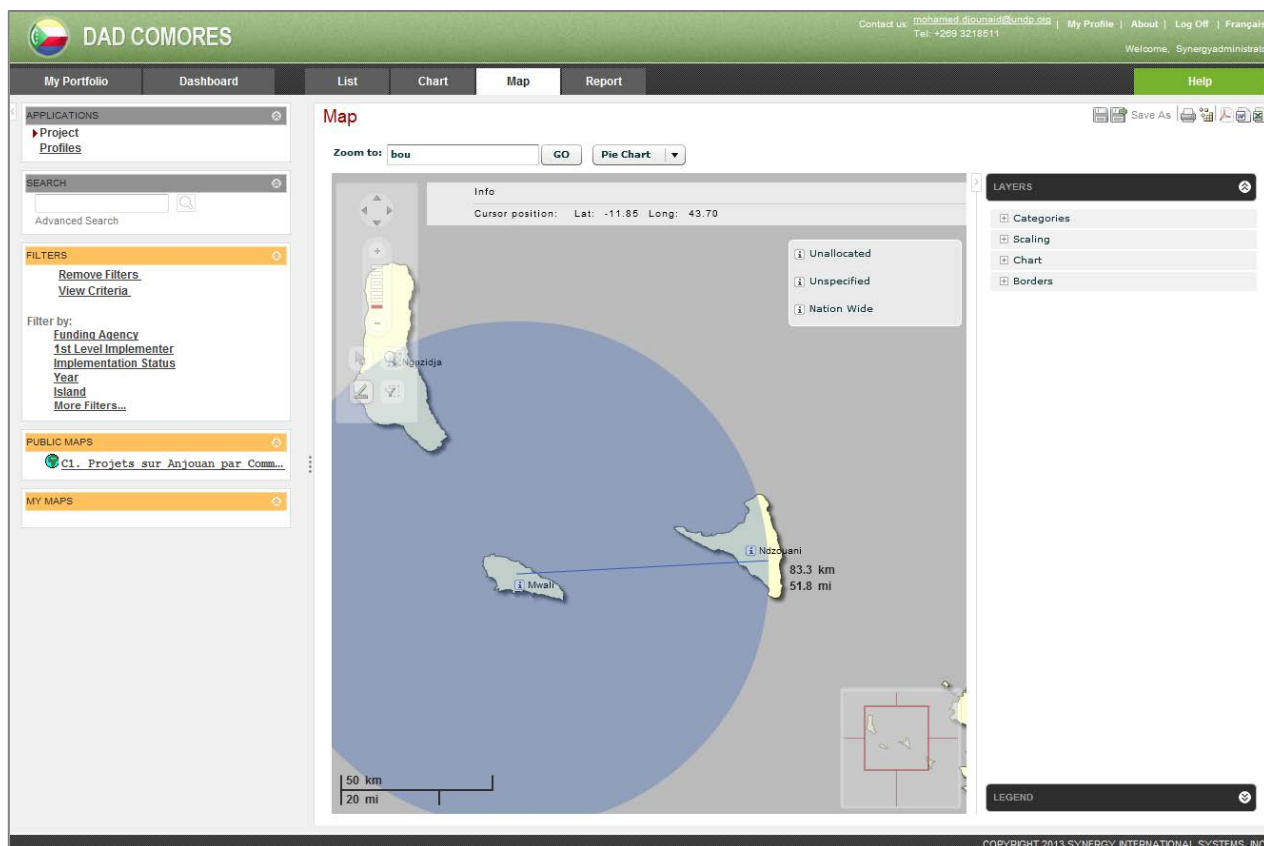 DAD COMORES
Contact us: mohamed.djounaid@undp.org | My Profile | About | Log Off | Français
Tel: +269 3218511
Welcome, Synergyadministrato
My Portfolio Dashboard List Chart Map Report Help
APPLICATIONS
Project
Profiles
SEARCH
Advanced Search
FILTERS
Remove Filters
View Criteria
Filter by:
Funding Agency
1st Level Implementer
Implementation Status
Year
Island
More Filters...
PUBLIC MAPS
C1. Projets sur Anjouan par Comm...
MY MAPS
Map
Save As
Zoom to: bou GO Pie Chart
Info
Cursor position: Lat: -11.85 Long: 43.70
Unallocated
Unspecified
Nation Wide
Ngazidja
Ndzouani
83.3 km
51.8 mi
Mwali
50 km
20 mi
LAYERS
Categories
Scaling
Chart
Borders
LEGEND
COPYRIGHT 2013 SYNERGY INTERNATIONAL SYSTEMS, INC